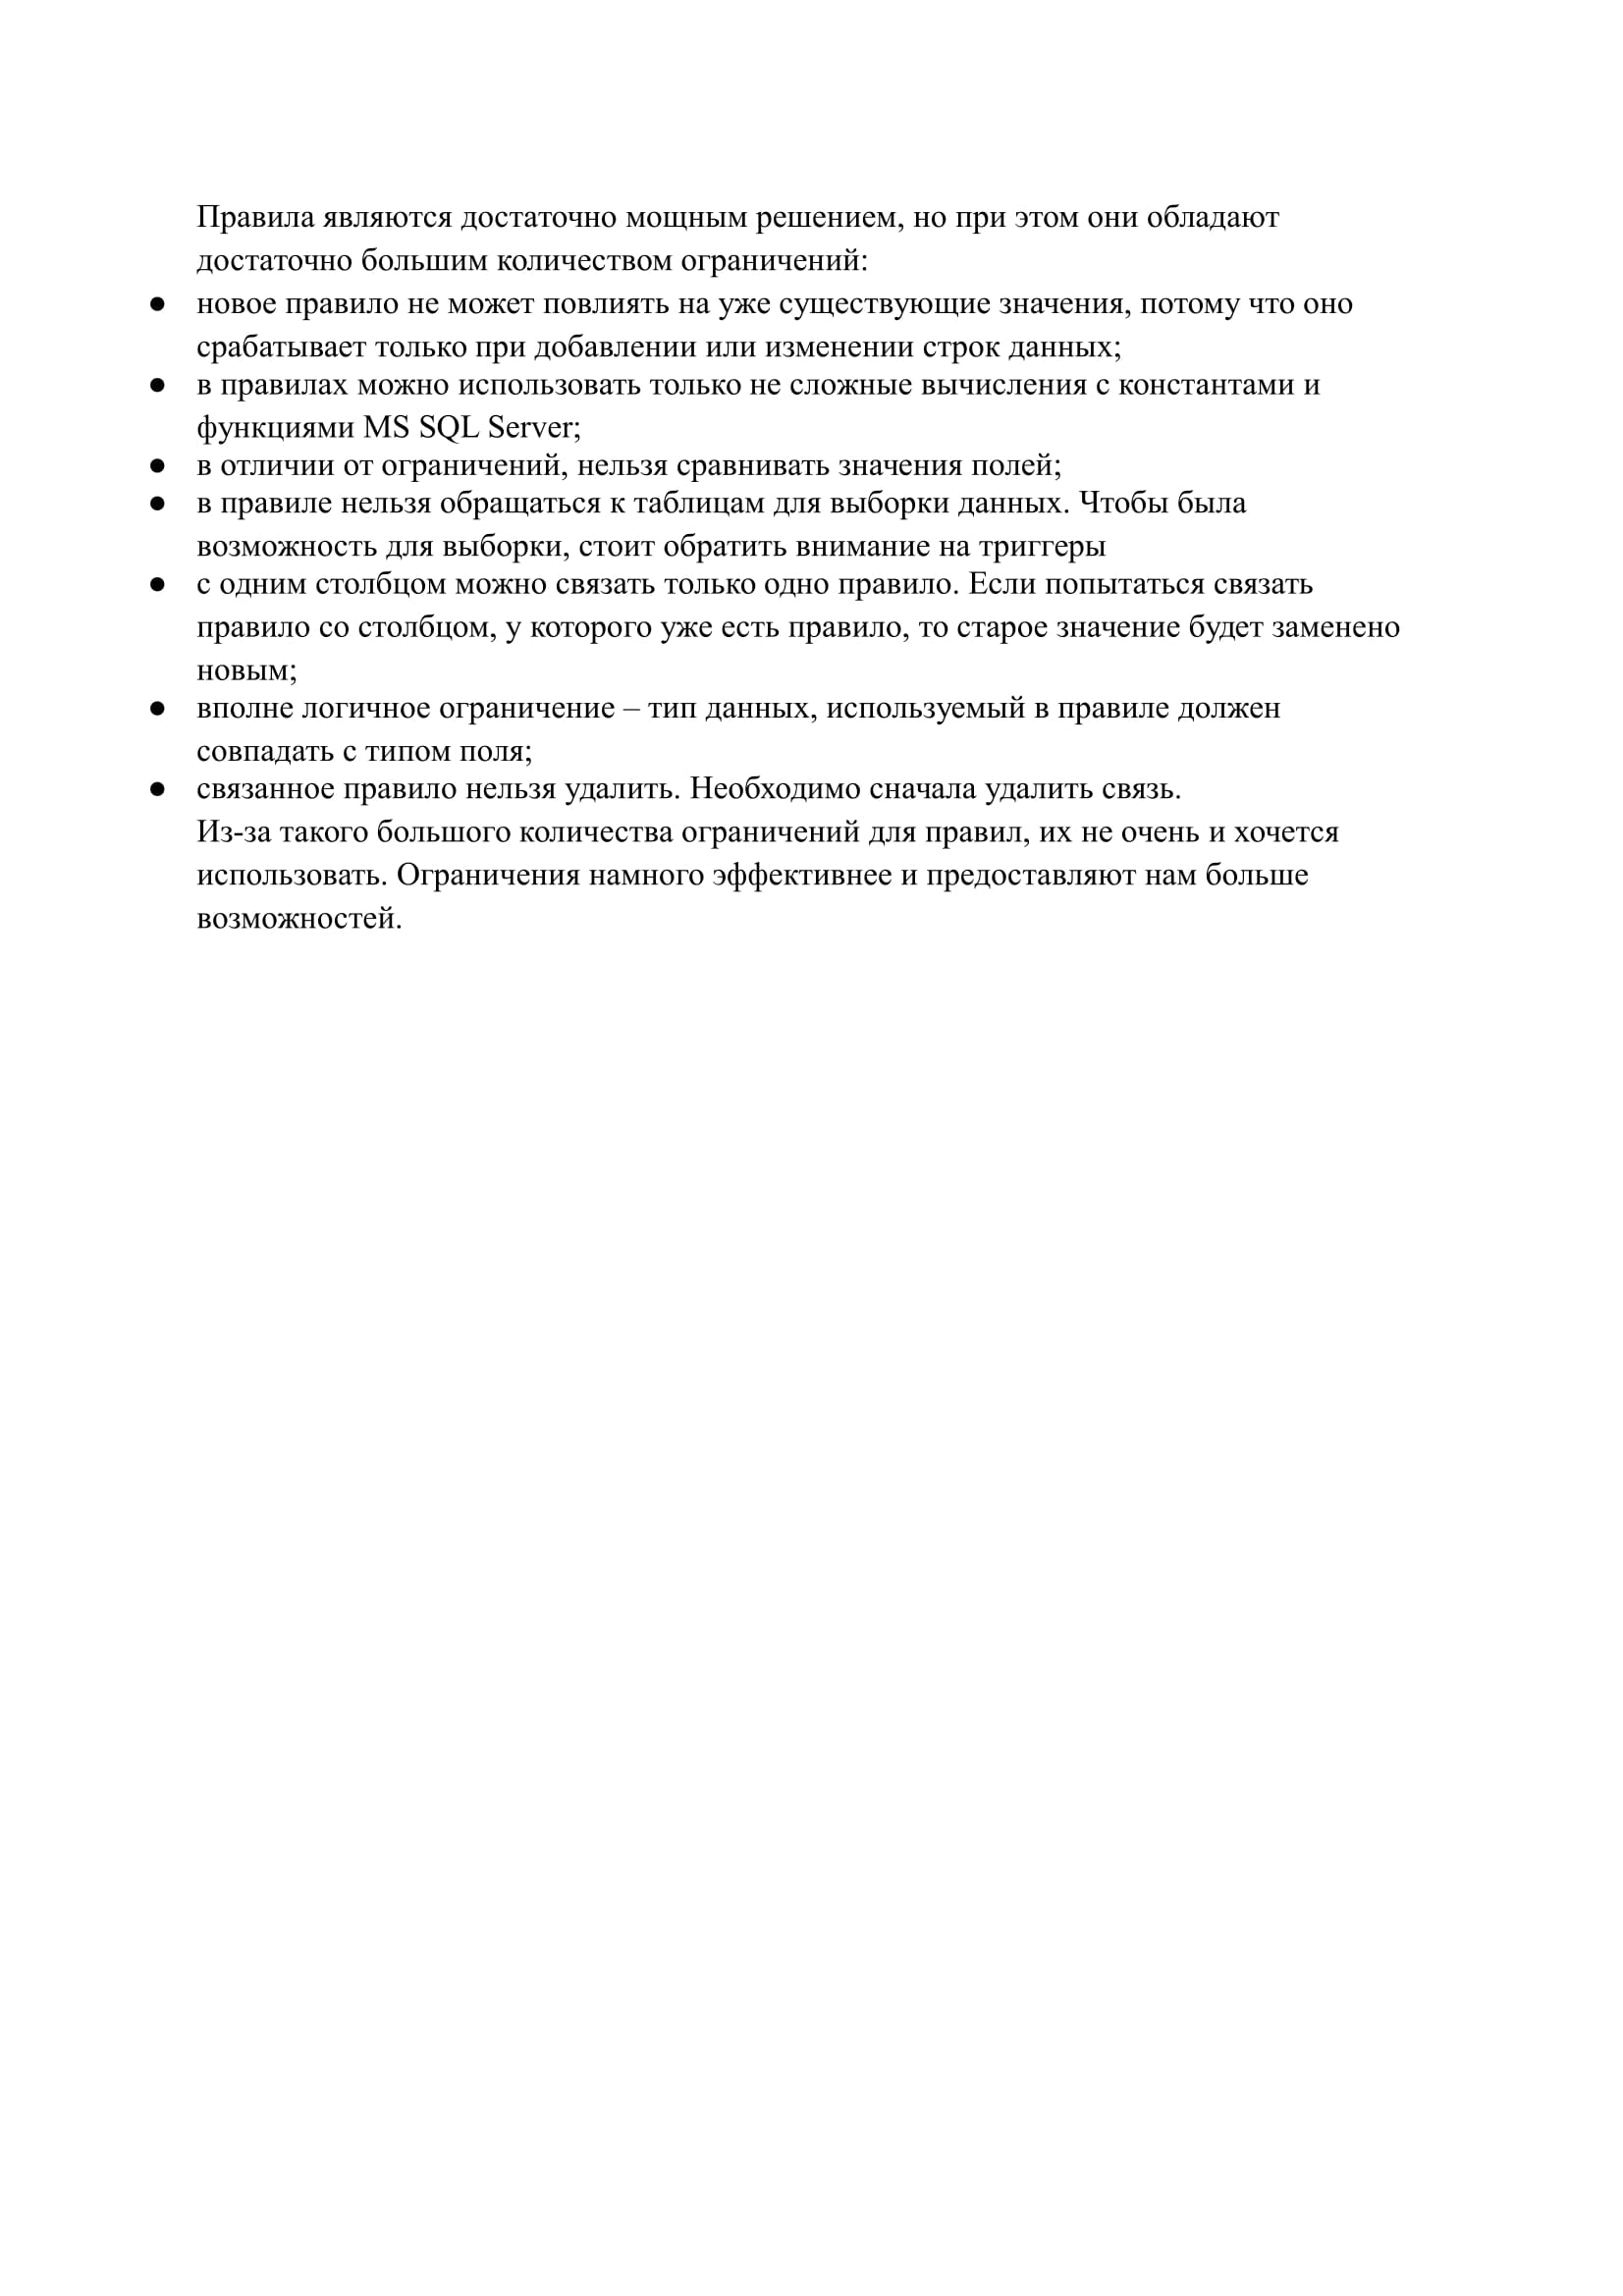 Правила являются достаточно мощным решением, но при этом они обладают
достаточно большим количеством ограничений:
● новое правило не может повлиять на уже существующие значения, потому что оно
срабатывает только при добавлении или изменении строк данных;
● в правилах можно использовать только не сложные вычисления с константами и
функциями MS SQL Server;
● в отличии от ограничений, нельзя сравнивать значения полей;
● в правиле нельзя обращаться к таблицам для выборки данных. Чтобы была
возможность для выборки, стоит обратить внимание на триггеры
● с одним столбцом можно связать только одно правило. Если попытаться связать
правило со столбцом, у которого уже есть правило, то старое значение будет заменено
новым;
● вполне логичное ограничение – тип данных, используемый в правиле должен
совпадать с типом поля;
● связанное правило нельзя удалить. Необходимо сначала удалить связь.
Из-за такого большого количества ограничений для правил, их не очень и хочется
использовать. Ограничения намного эффективнее и предоставляют нам больше
возможностей.